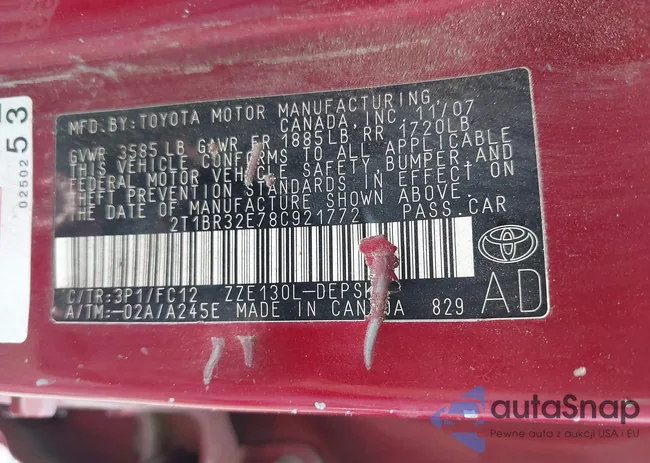 MFD.BY:TOYOTA MOTOR MANUFACTURING,
CANADA, INC. 11/07
GVWR 3585 LB GAWR FR 1885LB RR 1720LB
THIS VEHICLE CONFORMS TO ALL APPLICABLE
FEDERAL MOTOR VEHICLE SAFETY, BUMPER, AND
THEFT PREVENTION STANDARDS IN EFFECT ON
THE DATE OF MANUFACTURE SHOWN ABOVE
2T1BR32E78C921772 PASS.CAR
C/TR:3P1/FC12 ZZE130L-DEPSK
A/TM:-02A/A245E MADE IN CANADA 829
AD
53
02502
autaSnap
Pewne auta z aukcji USA i EU